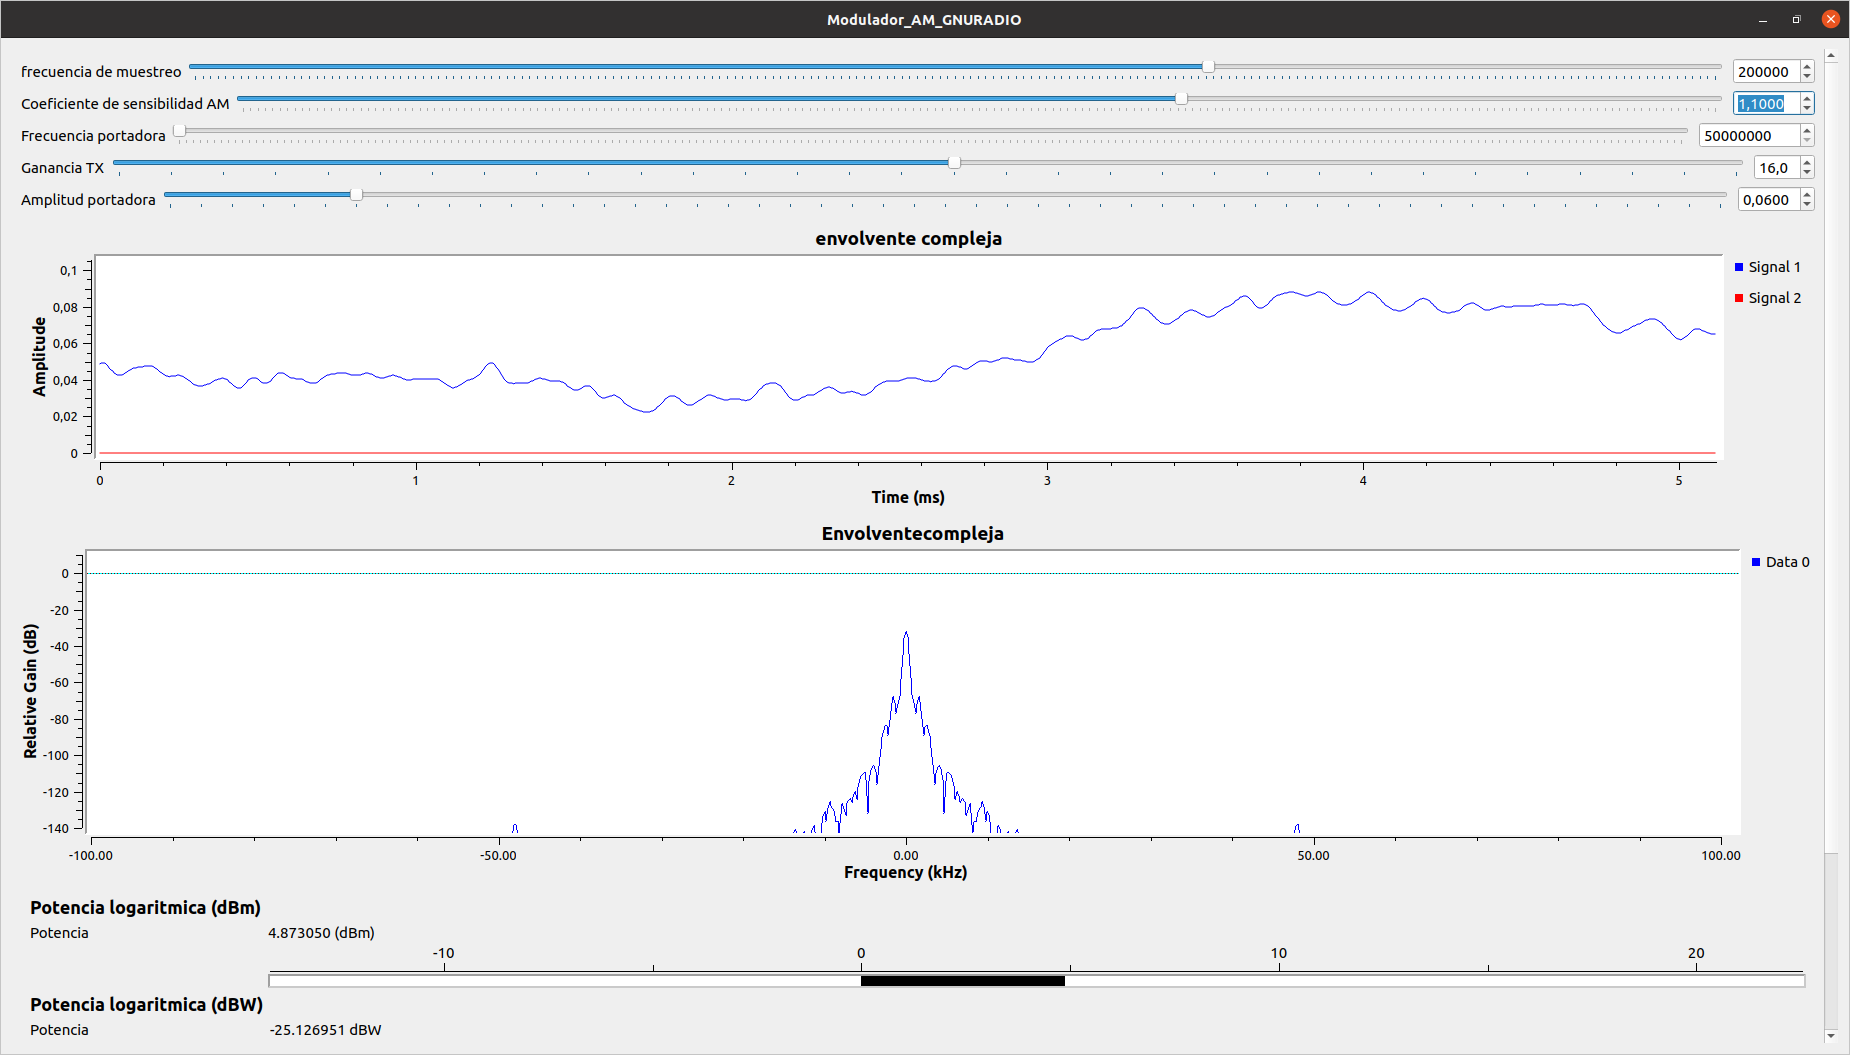 Modulador_AM_GNURADIO
frecuencia de muestreo 200000
Coeficiente de sensibilidad AM 1,1000
Frecuencia portadora 50000000
Ganancia TX 16,0
Amplitud portadora 0,0600
envolvente compleja
Signal 1
Signal 2
Amplitude
0,1
0,08
0,06
0,04
0,02
0
0 1 2 3 4 5
Time (ms)
Envolventecompleja
Data 0
Relative Gain (dB)
0
-20
-40
-60
-80
-100
-120
-140
-100.00 -50.00 0.00 50.00 100.00
Frequency (kHz)
Potencia logaritmica (dBm)
Potencia 4.873050 (dBm)
-10 0 10 20
Potencia logaritmica (dBW)
Potencia -25.126951 dBW